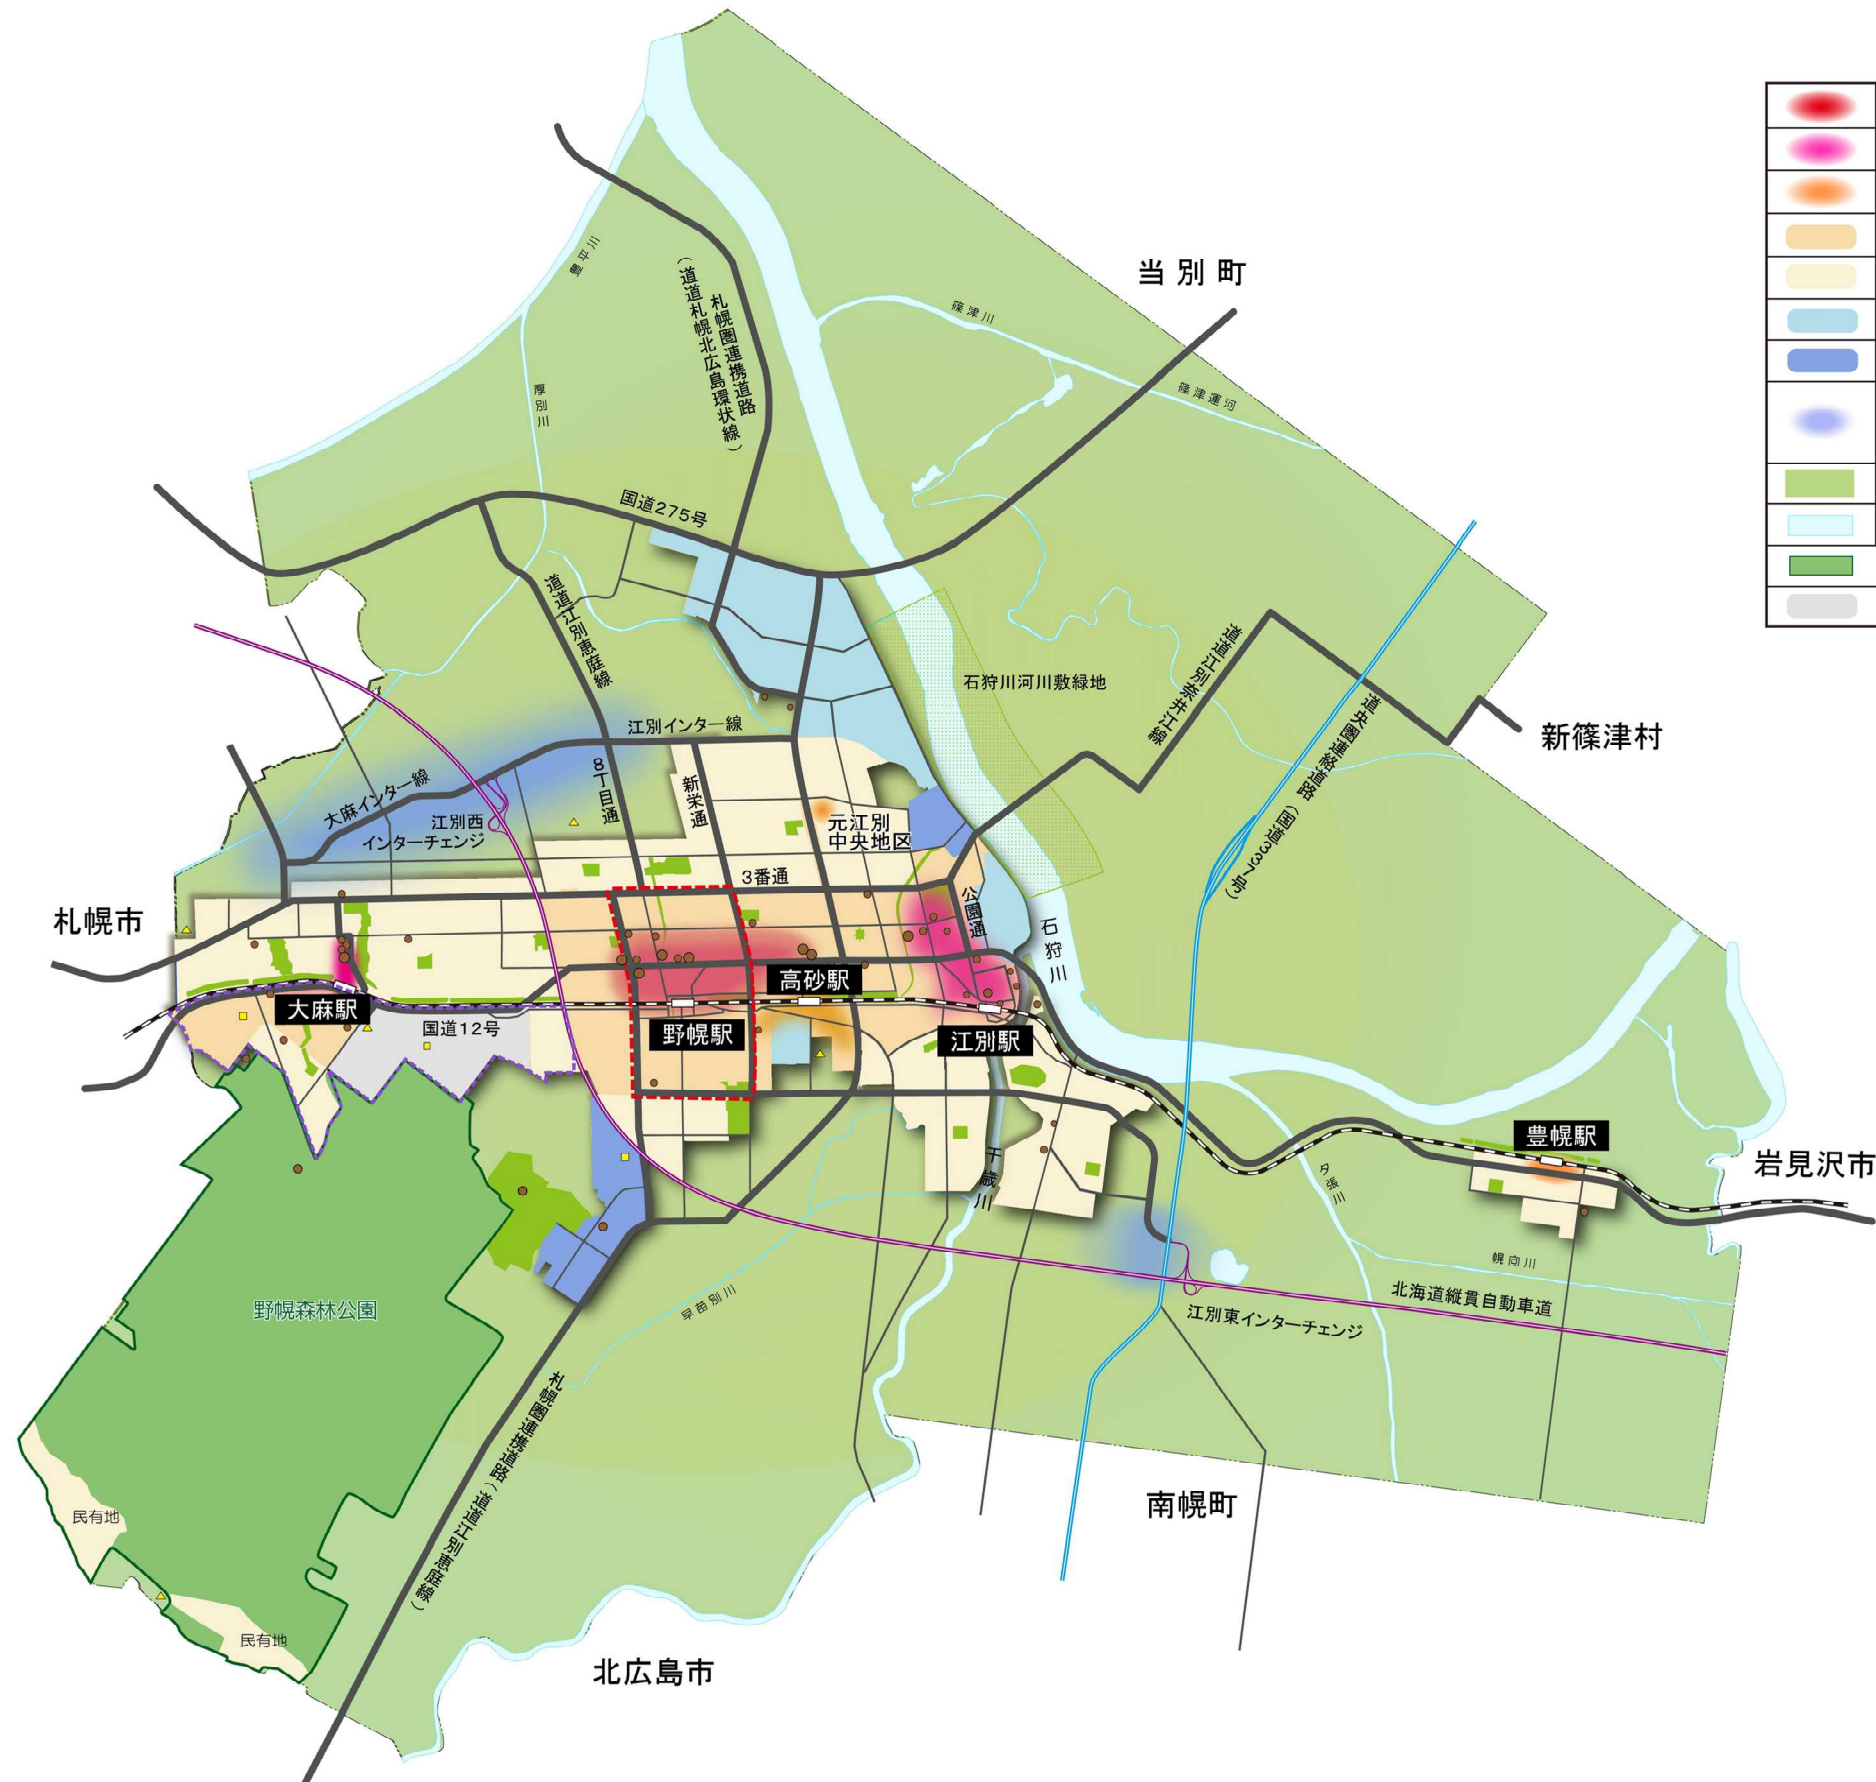 当別町
豊平川
札幌圏連携道路
(道道札幌北広島環状線)
篠津川
篠津運河
厚別川
国道275号
道道江別恵庭線
石狩川河川敷緑地
道道江別奈井江線
道央圏連絡道路(国道337号)
新篠津村
江別インター線
8丁目通
新栄通
大麻インター線
江別西
インターチェンジ
元江別
中央地区
3番通
公園通
札幌市
石狩川
高砂駅
大麻駅
国道12号
野幌駅
江別駅
豊幌駅
岩見沢市
千歳川
夕張川
幌向川
北海道縦貫自動車道
江別東インターチェンジ
早苗別川
野幌森林公園
札幌圏連携道路(道道江別恵庭線)
南幌町
民有地
民有地
北広島市